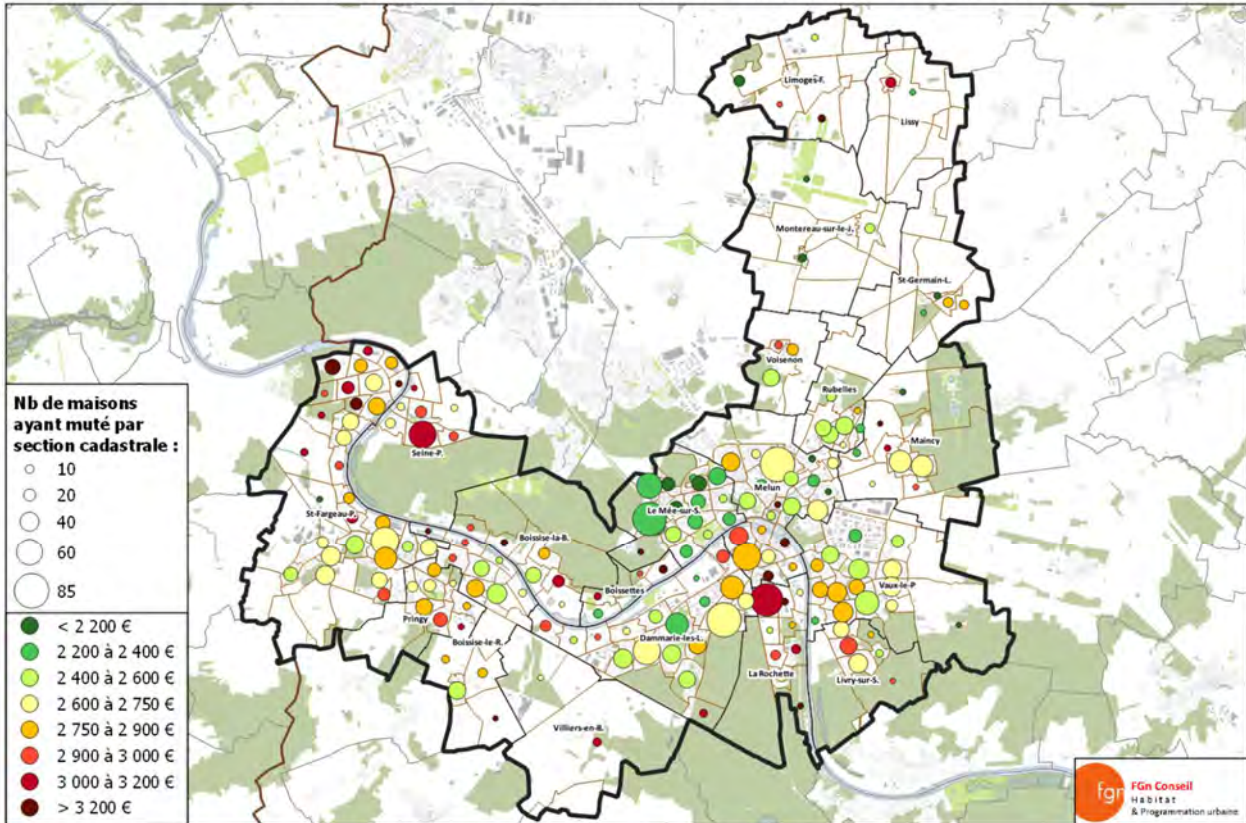 Limoges-F.
Lissy
Montereau-sur-le-J.
St-Germain-L.
Voisenon
Rubelles
Maincy
Seine-P.
Melun
Le Mée-sur-S.
St-Fargeau-P.
Boissise-la-B.
Boissettes
Vaux-le-P
Pringy
Dammarie-les-L.
Boissise-le-R.
La Rochette
Livry-sur-S.
Villiers-en-B.
Nb de maisons
ayant muté par
section cadastrale :
10
20
40
60
85
< 2 200 €
2 200 à 2 400 €
2 400 à 2 600 €
2 600 à 2 750 €
2 750 à 2 900 €
2 900 à 3 000 €
3 000 à 3 200 €
> 3 200 €
fgn
FGn Conseil
Habitat
& Programmation urbaine